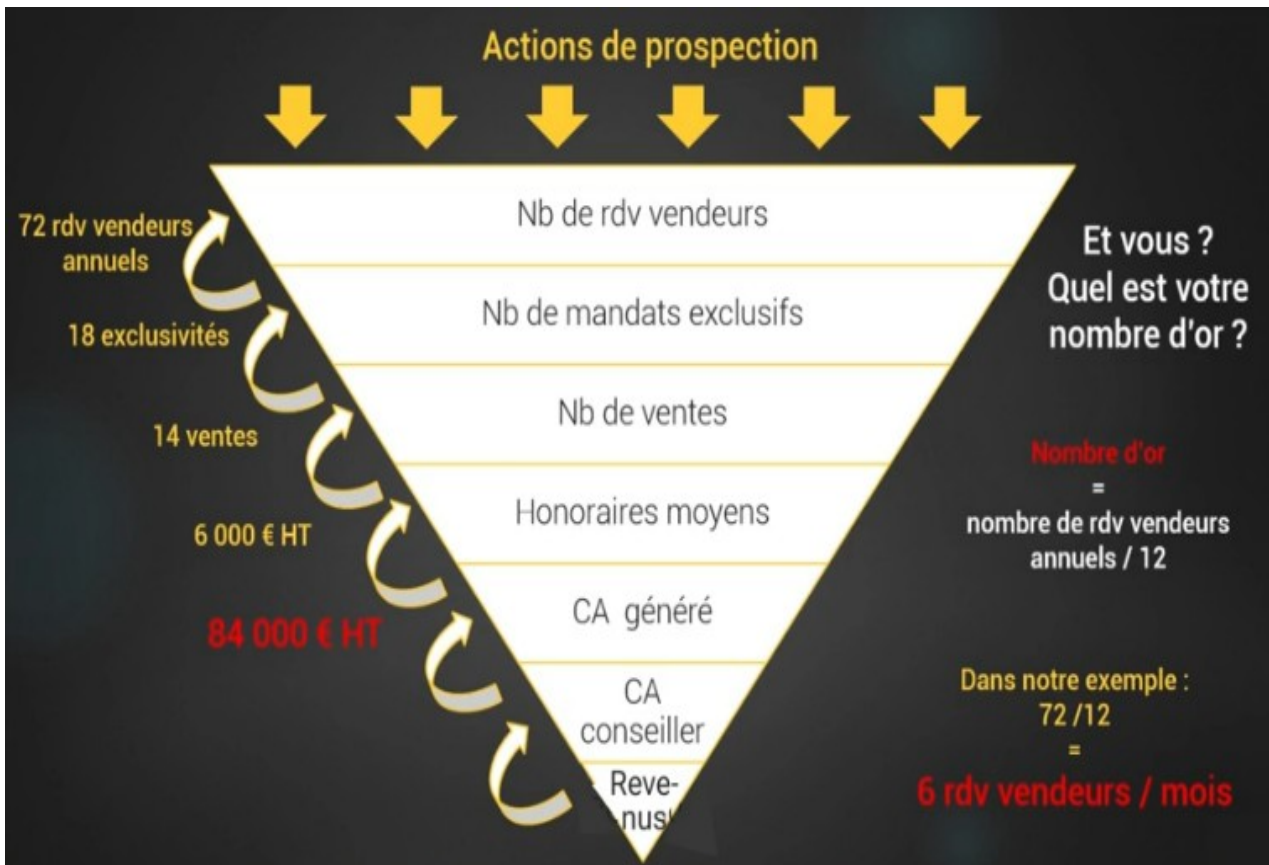 Actions de prospection
Nb de rdv vendeurs
Nb de mandats exclusifs
Nb de ventes
Honoraires moyens
CA généré
CA
conseiller
Reve-
nus
72 rdv vendeurs
annuels
18 exclusivités
14 ventes
6 000 € HT
84 000 € HT
Et vous ?
Quel est votre
nombre d'or ?
Nombre d'or
=
nombre de rdv vendeurs
annuels / 12
Dans notre exemple :
72 /12
=
6 rdv vendeurs / mois